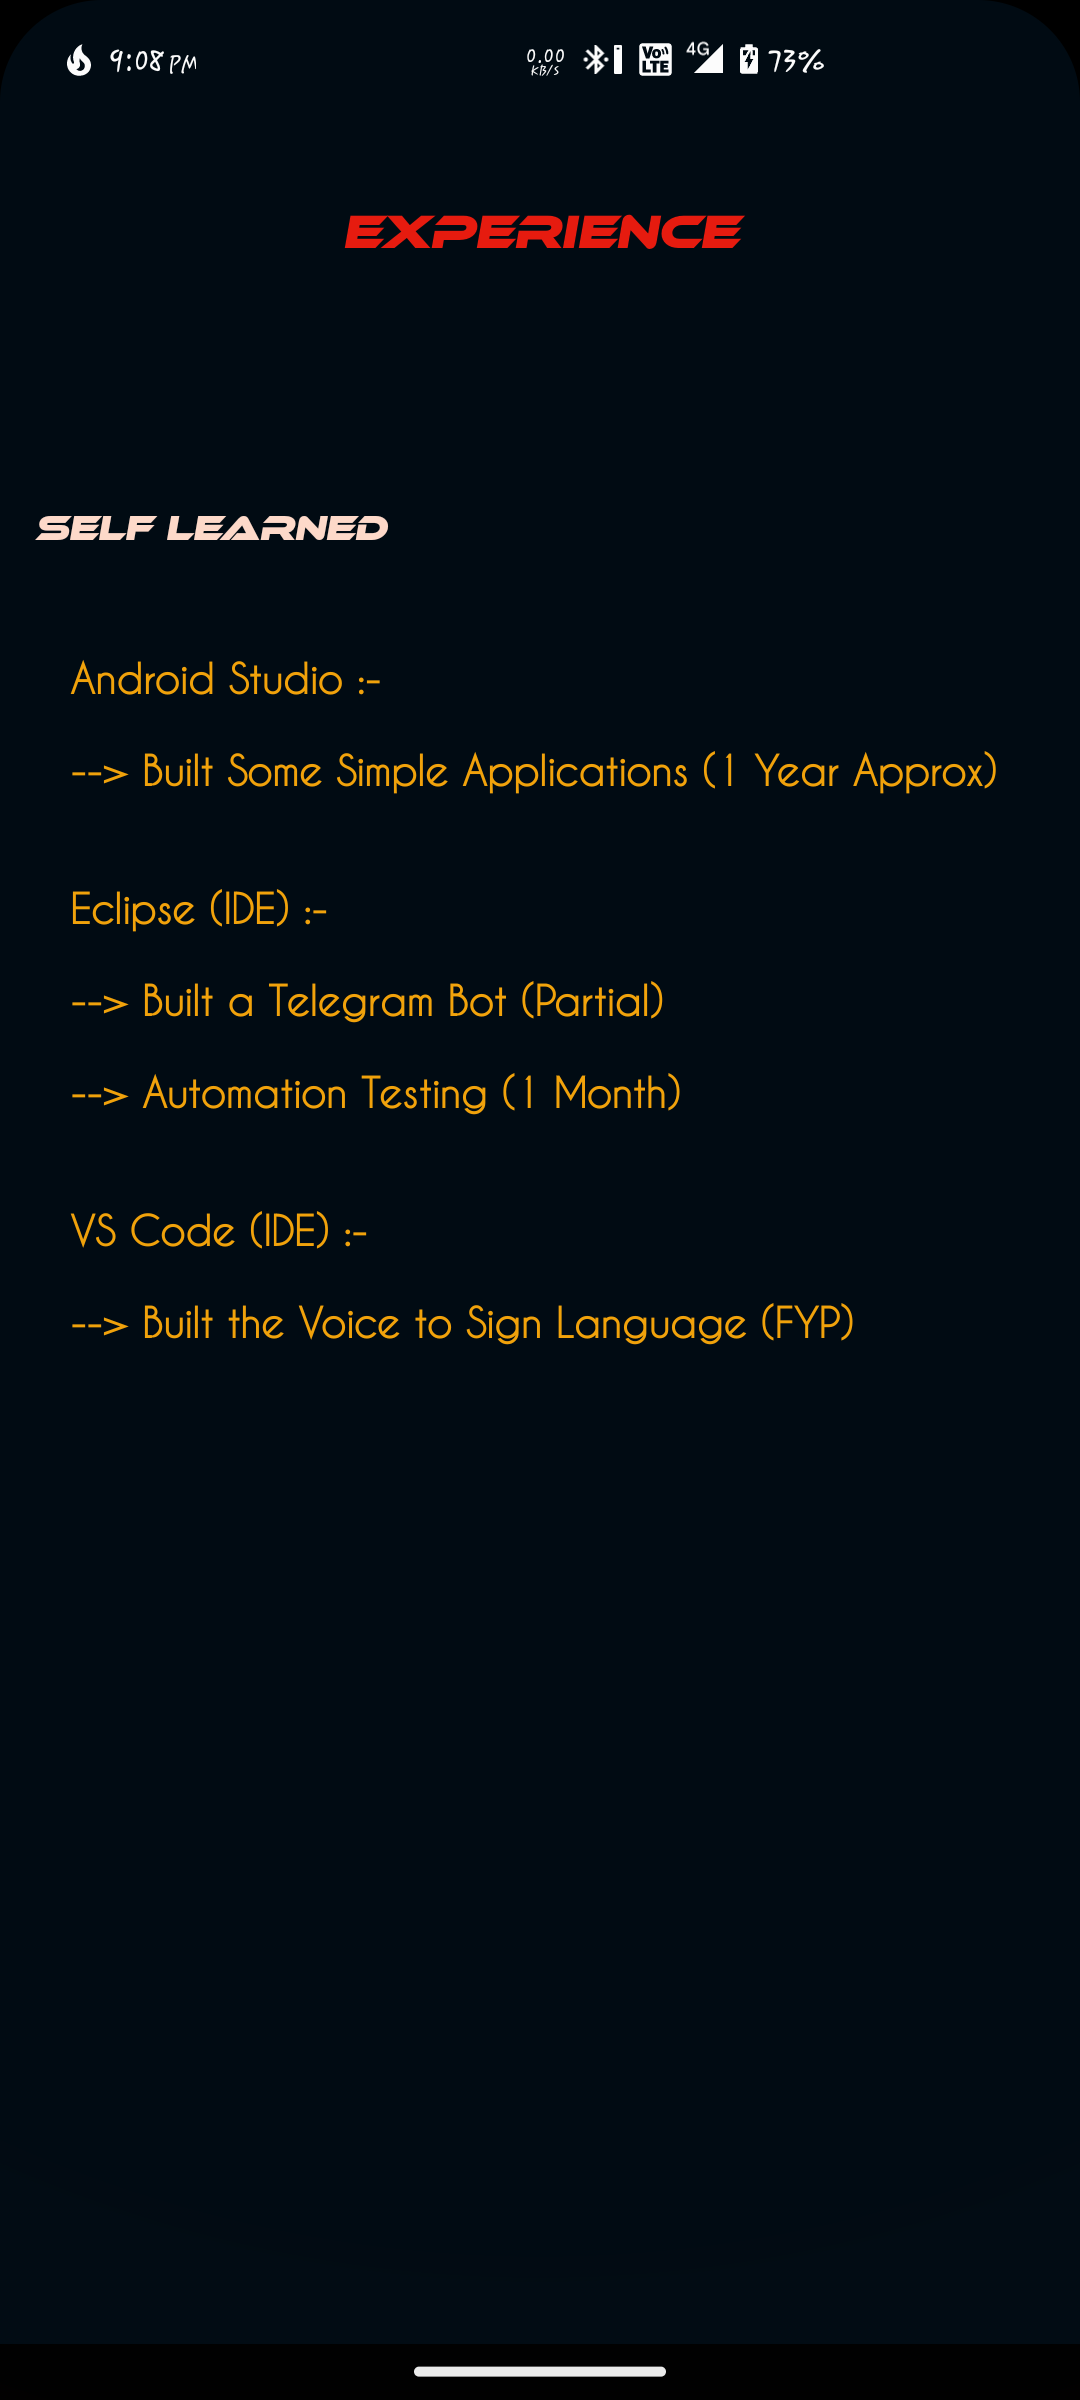 9:08 PM 0.00 KB/S VoLTE 4G 73%
EXPERIENCE
SELF LEARNED
Android Studio :-
--> Built Some Simple Applications (1 Year Approx)
Eclipse (IDE) :-
--> Built a Telegram Bot (Partial)
--> Automation Testing (1 Month)
VS Code (IDE) :-
--> Built the Voice to Sign Language (FYP)